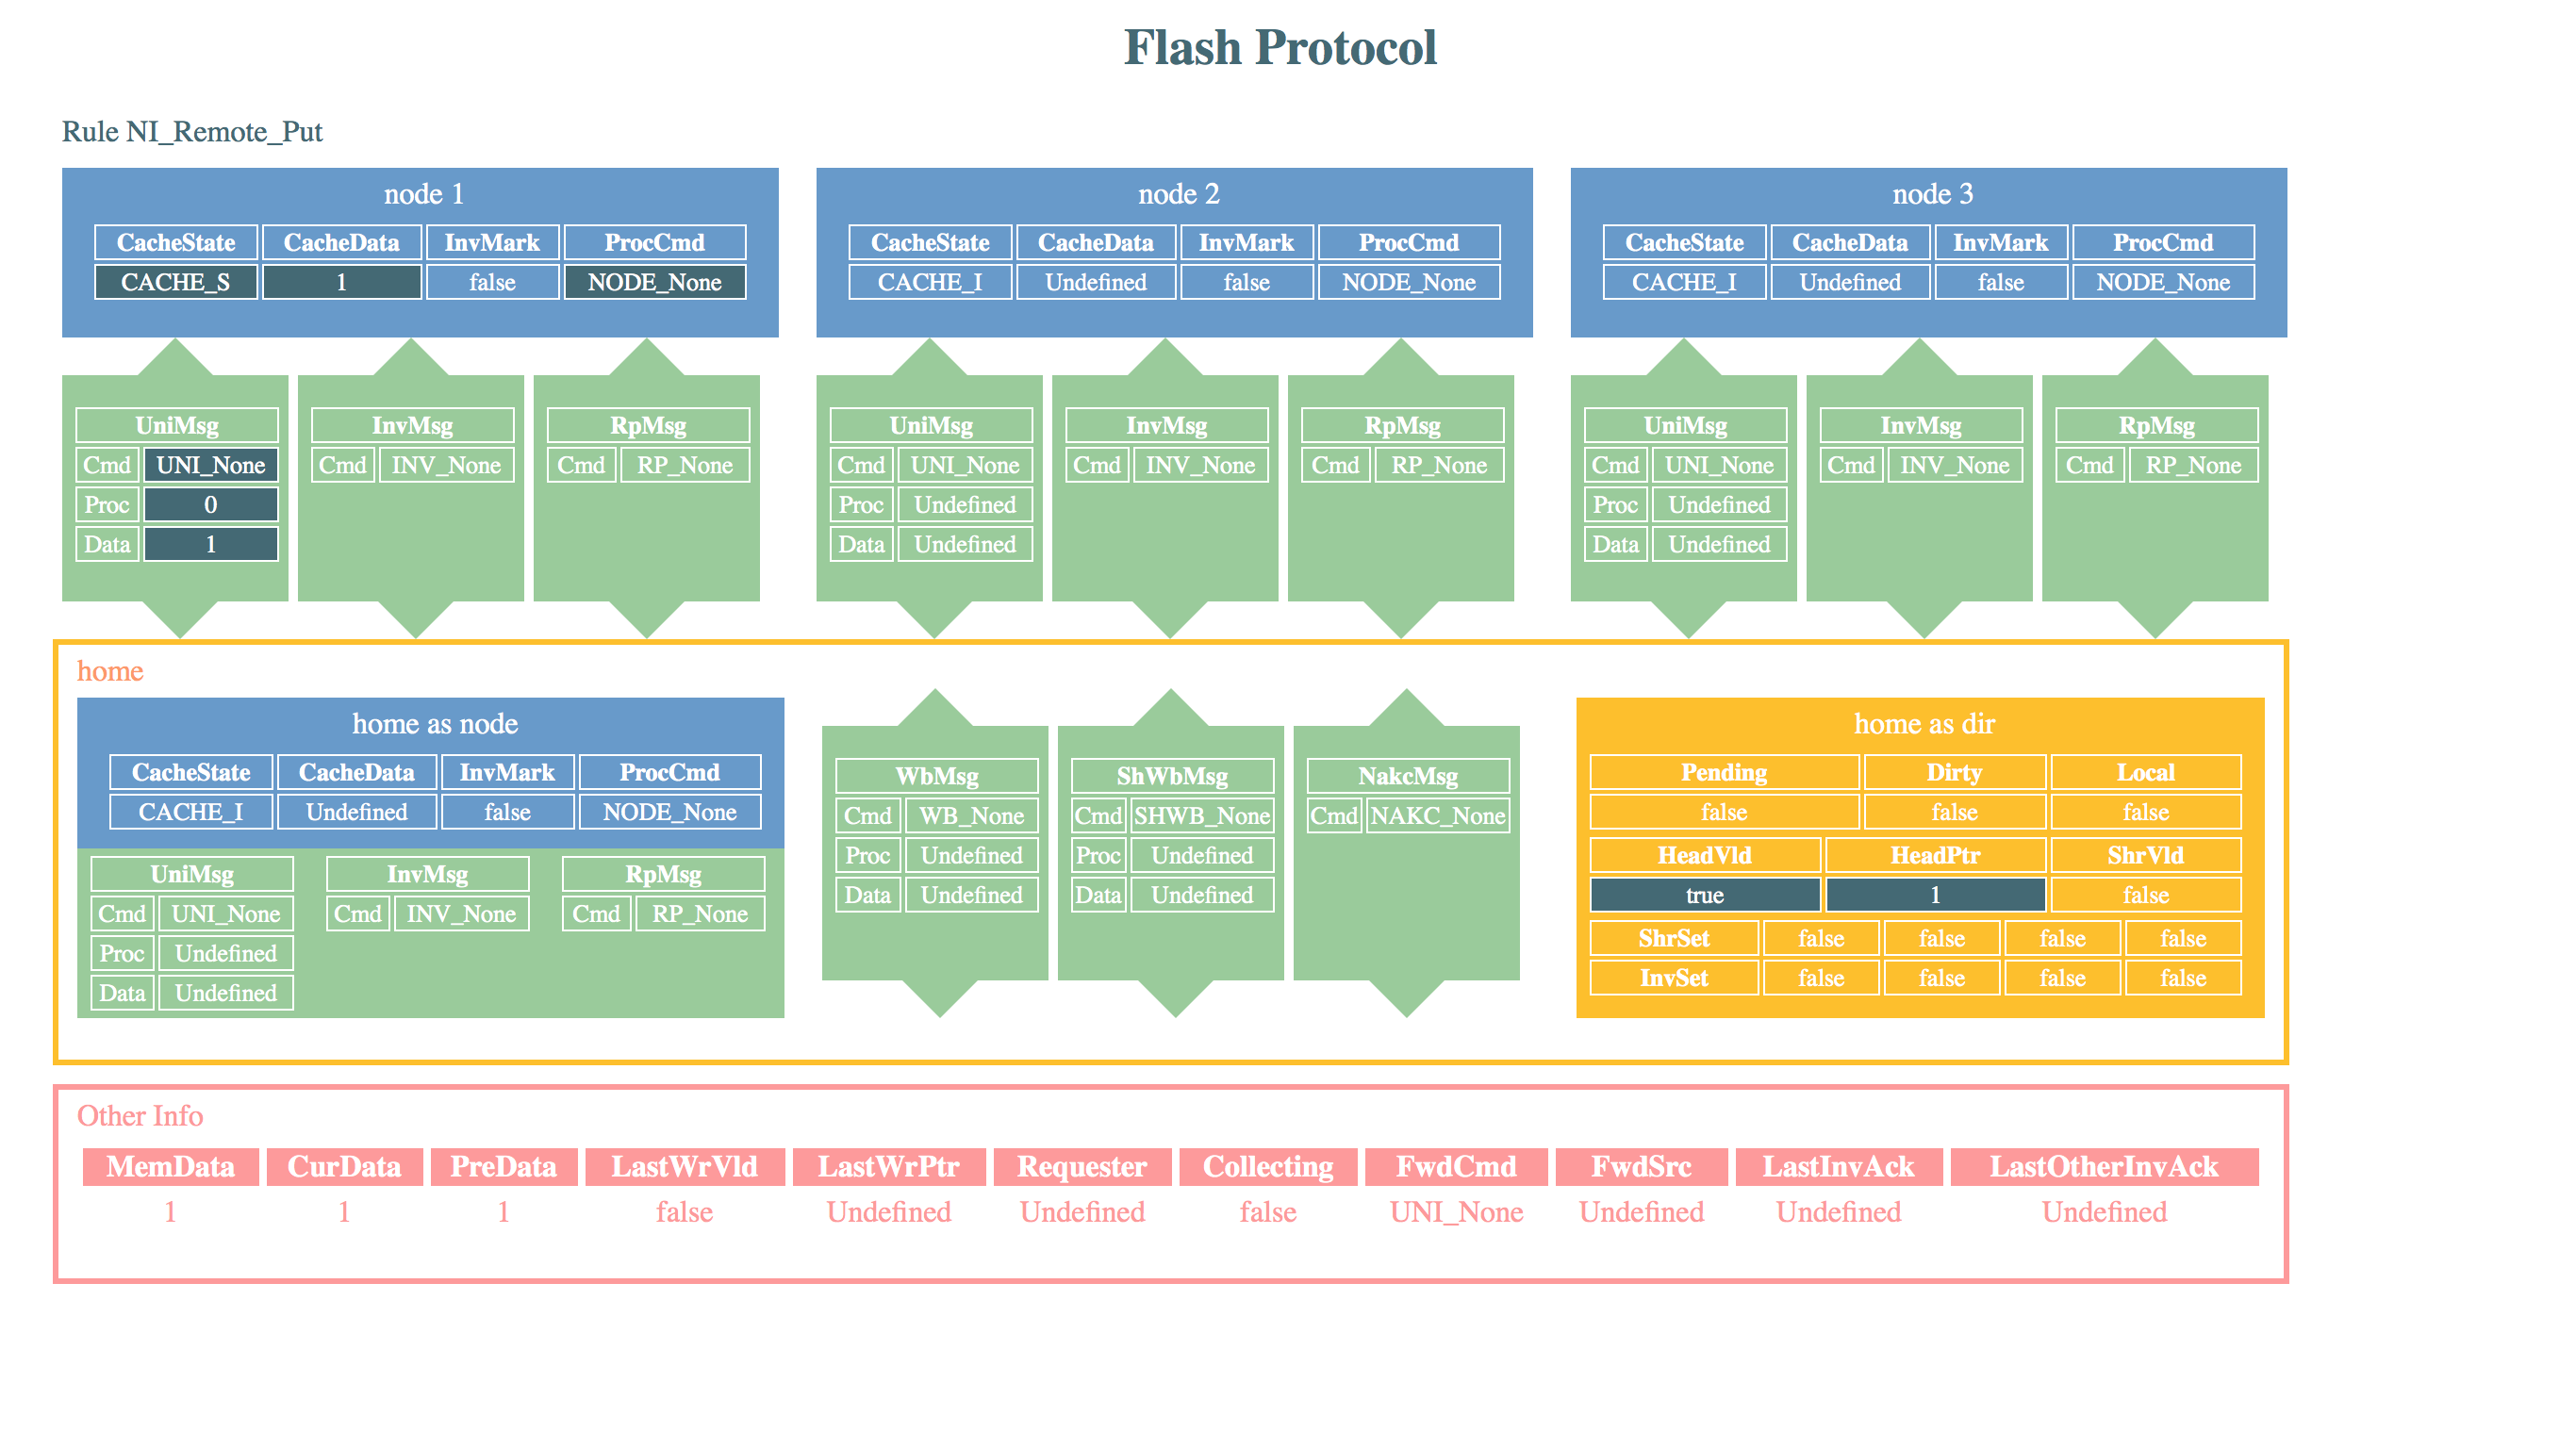 Flash Protocol
Rule NI_Remote_Put
node 1
CacheState CacheData InvMark ProcCmd
CACHE_S 1 false NODE_None
node 2
CacheState CacheData InvMark ProcCmd
CACHE_I Undefined false NODE_None
node 3
CacheState CacheData InvMark ProcCmd
CACHE_I Undefined false NODE_None
UniMsg
Cmd UNI_None
Proc 0
Data 1
InvMsg
Cmd INV_None
RpMsg
Cmd RP_None
UniMsg
Cmd UNI_None
Proc Undefined
Data Undefined
InvMsg
Cmd INV_None
RpMsg
Cmd RP_None
UniMsg
Cmd UNI_None
Proc Undefined
Data Undefined
InvMsg
Cmd INV_None
RpMsg
Cmd RP_None
home
home as node
CacheState CacheData InvMark ProcCmd
CACHE_I Undefined false NODE_None
UniMsg
Cmd UNI_None
Proc Undefined
Data Undefined
InvMsg
Cmd INV_None
RpMsg
Cmd RP_None
WbMsg
Cmd WB_None
Proc Undefined
Data Undefined
ShWbMsg
Cmd SHWB_None
Proc Undefined
Data Undefined
NakcMsg
Cmd NAKC_None
home as dir
Pending Dirty Local
false false false
HeadVld HeadPtr ShrVld
true 1 false
ShrSet false false false false
InvSet false false false false
Other Info
MemData CurData PreData LastWrVld LastWrPtr Requester Collecting FwdCmd FwdSrc LastInvAck LastOtherInvAck
1 1 1 false Undefined Undefined false UNI_None Undefined Undefined Undefined